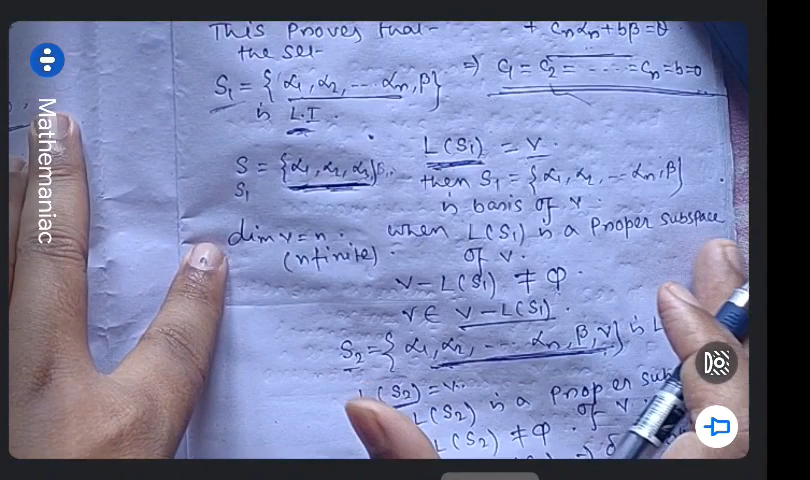 This proves that
the set
S₁ = {α₁, α₂, ... αₙ, β}
is L.I.
+ cₙαₙ + bβ = θ
⇒ c₁ = c₂ = ...... = cₙ = b = 0
S = {α₁, α₂, α₃}β..
S₁
dim V = n.
(n finite).
L(S₁) = V.
then S₁ = {α₁, α₂, ... αₙ, β}
is basis of V.
when L(S₁) is a Proper subspace
of V.
V - L(S₁) ≠ φ
γ ∈ V - L(S₁).
S₂ = {α₁, α₂, ... αₙ, β, γ} is L
L(S₂) = V.
L(S₂) is a Proper sub
of V.
L(S₂) ≠ φ
Mathemaniac